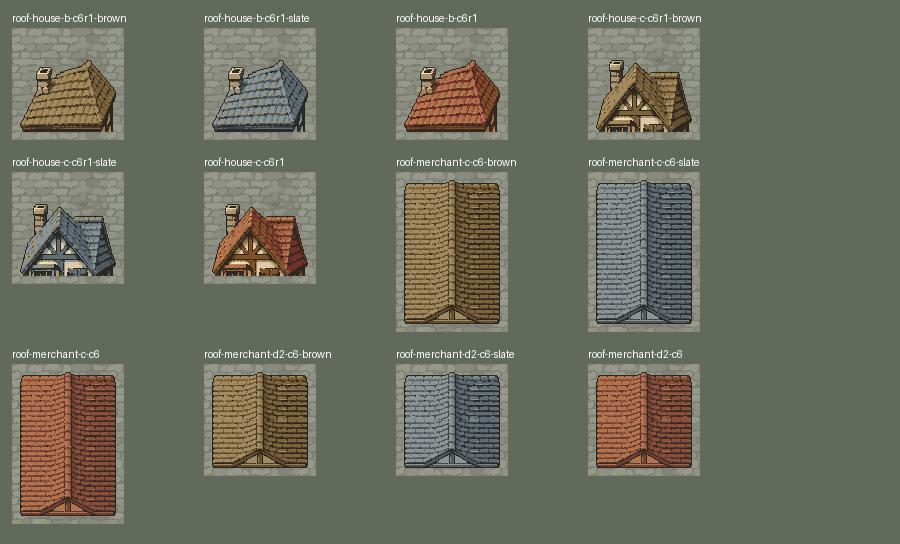 roof-house-b-c6r1-brown
roof-house-b-c6r1-slate
roof-house-b-c6r1
roof-house-c-c6r1-brown
roof-house-c-c6r1-slate
roof-house-c-c6r1
roof-merchant-c-c6-brown
roof-merchant-c-c6-slate
roof-merchant-c-c6
roof-merchant-d2-c6-brown
roof-merchant-d2-c6-slate
roof-merchant-d2-c6